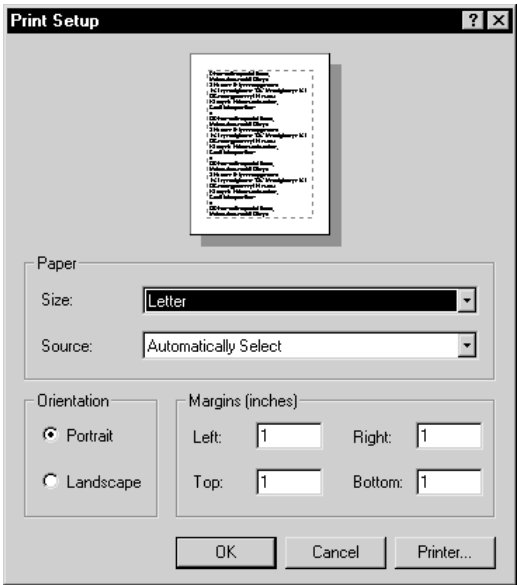 Print Setup
Paper
Size: Letter
Source: Automatically Select
Orientation
Portrait
Landscape
Margins (inches)
Left: 1 Right: 1
Top: 1 Bottom: 1
OK Cancel Printer...